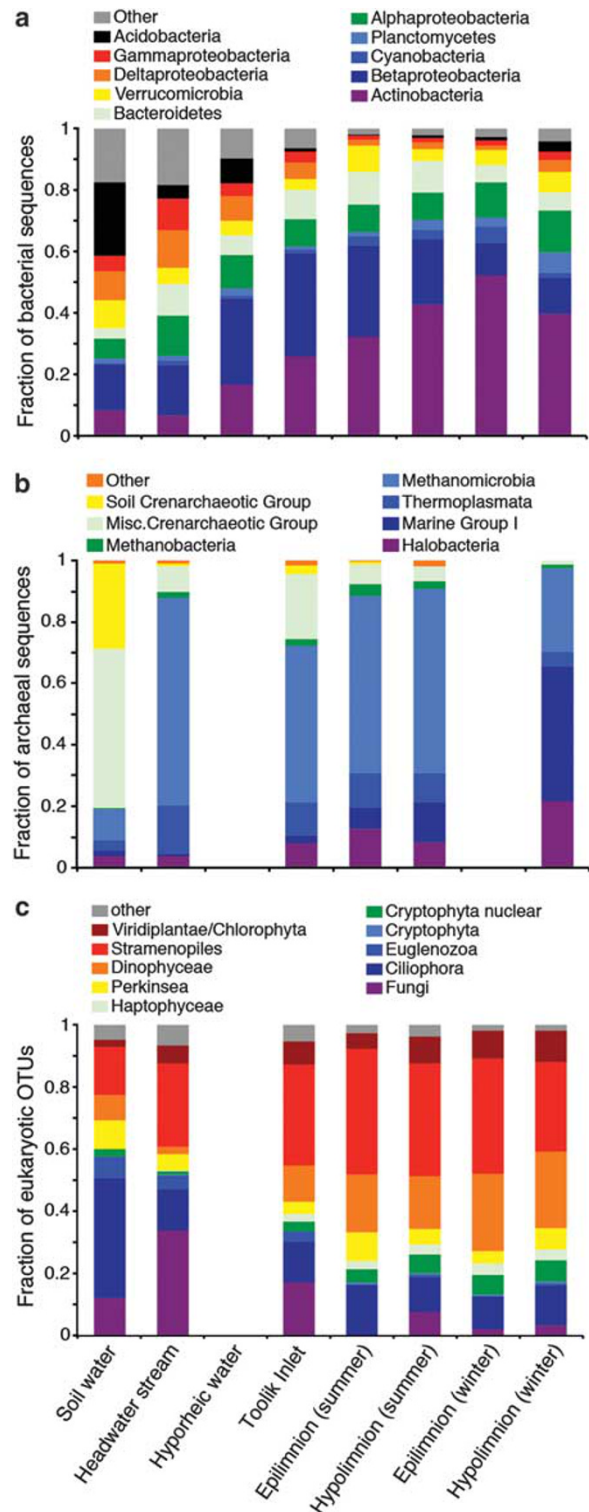 a
Other
Acidobacteria
Gammaproteobacteria
Deltaproteobacteria
Verrucomicrobia
Bacteroidetes
Alphaproteobacteria
Planctomycetes
Cyanobacteria
Betaproteobacteria
Actinobacteria
Fraction of bacterial sequences
1
0.8
0.6
0.4
0.2
0
b
Other
Soil Crenarchaeotic Group
Misc.Crenarchaeotic Group
Methanobacteria
Methanomicrobia
Thermoplasmata
Marine Group I
Halobacteria
Fraction of archaeal sequences
1
0.8
0.6
0.4
0.2
0
c
other
Viridiplantae/Chlorophyta
Stramenopiles
Dinophyceae
Perkinsea
Haptophyceae
Cryptophyta nuclear
Cryptophyta
Euglenozoa
Ciliophora
Fungi
Fraction of eukaryotic OTUs
1
0.8
0.6
0.4
0.2
0
Soil water
Headwater stream
Hyporheic water
Toolik Inlet
Epilimnion (summer)
Hypolimnion (summer)
Epilimnion (winter)
Hypolimnion (winter)